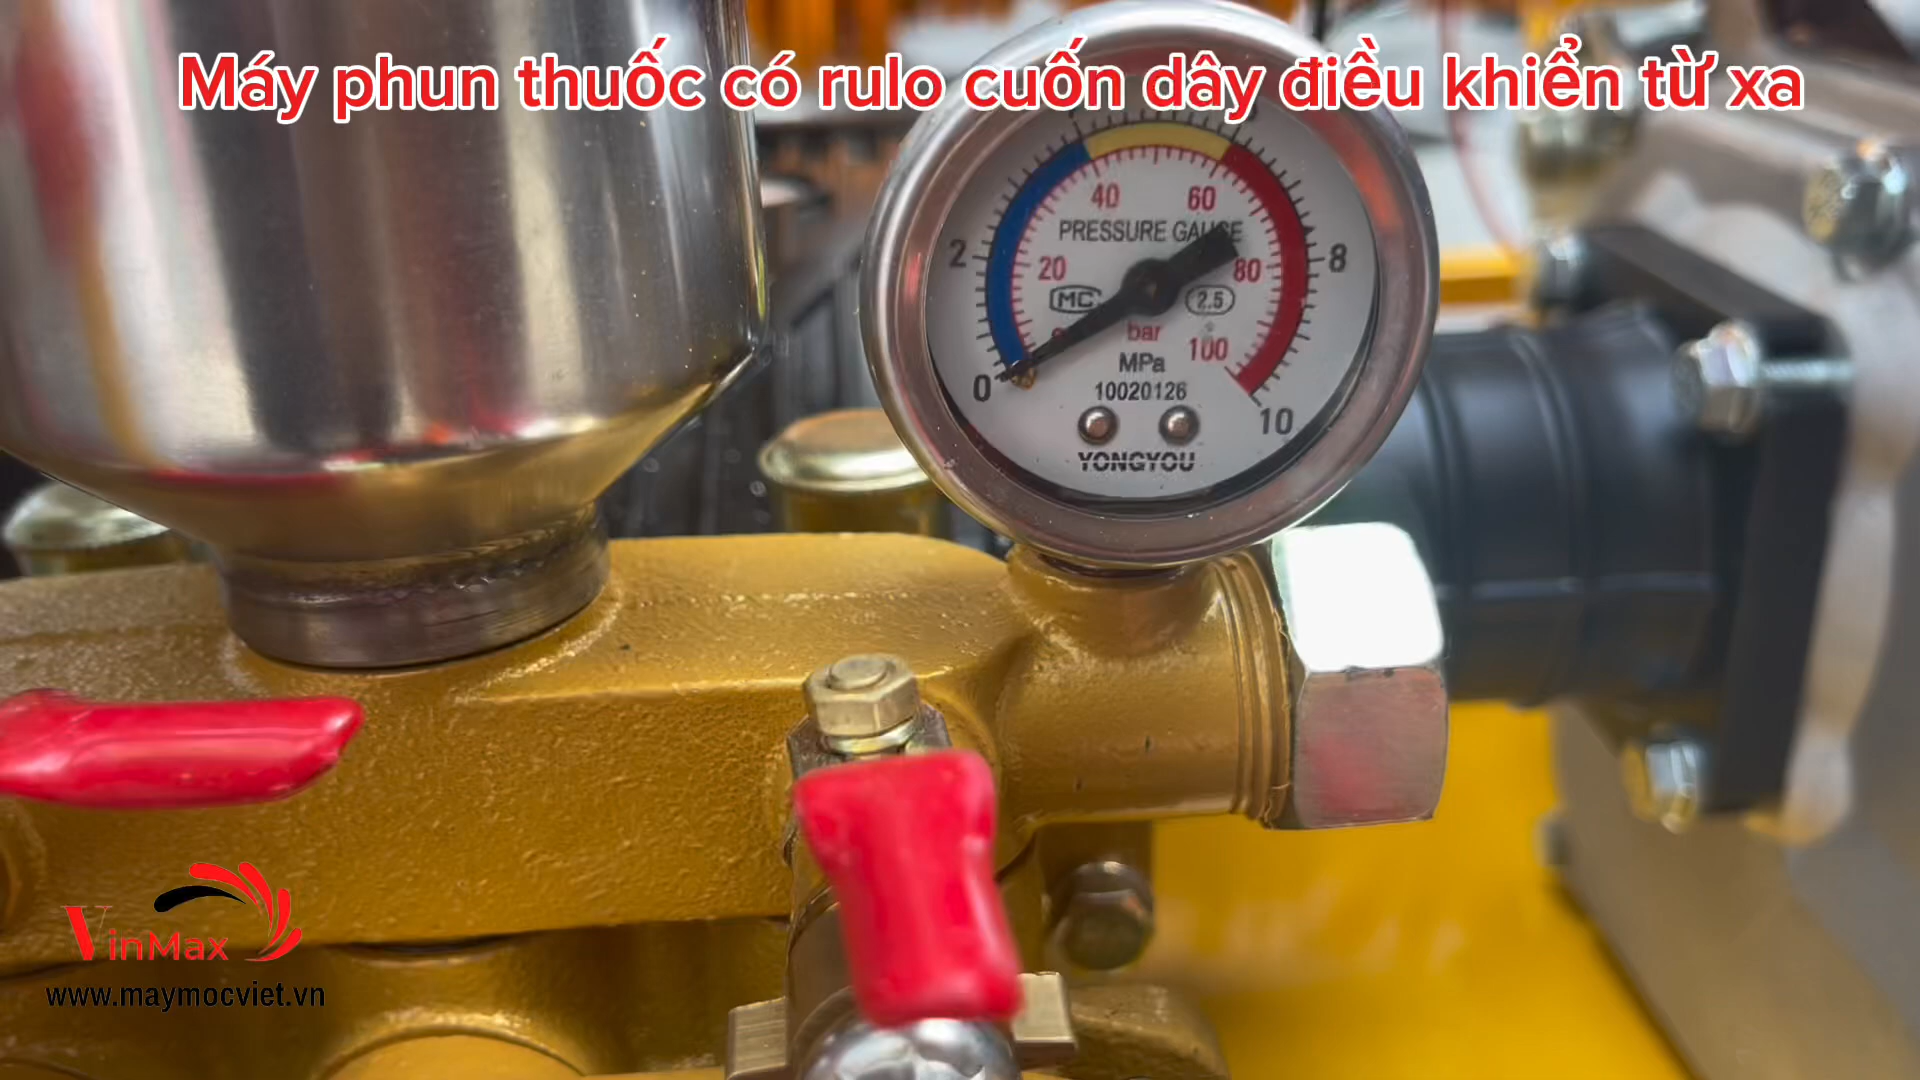 Máy phun thuốc có rulo cuốn dây điều khiển từ xa
40 60
PRESSURE GAUGE
2 8
20 80
MC 2.5
bar
100
MPa
0
10020126
10
YONGYOU
VinMax
www.maymocviet.vn